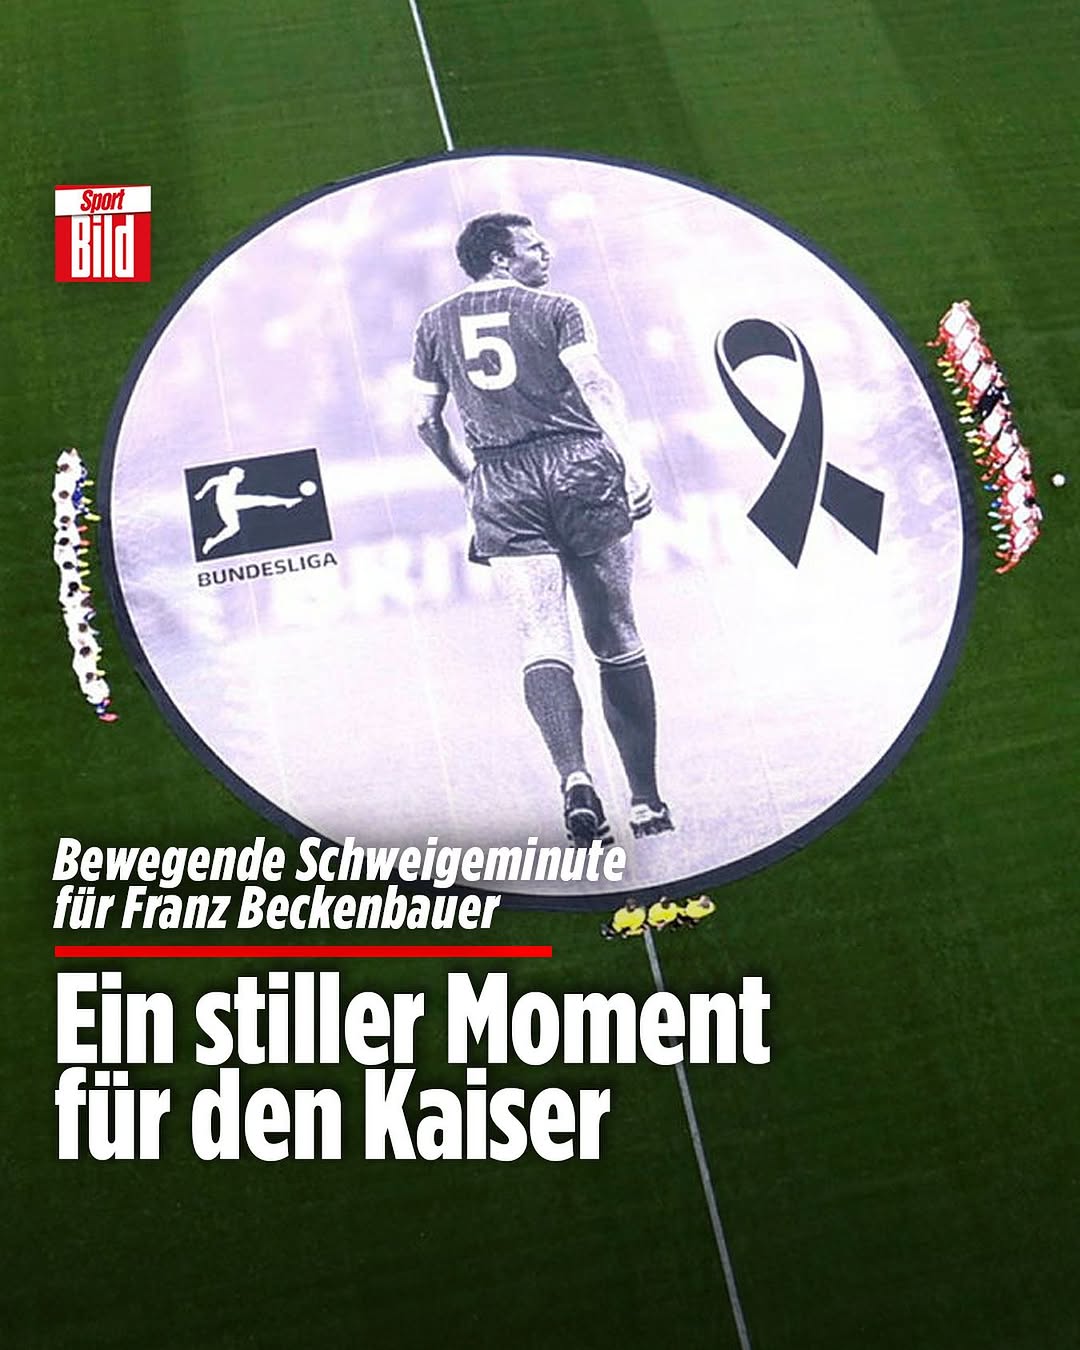 Sport
Bild
5
BUNDESLIGA
Bewegende Schweigeminute
für Franz Beckenbauer
Ein stiller Moment
für den Kaiser